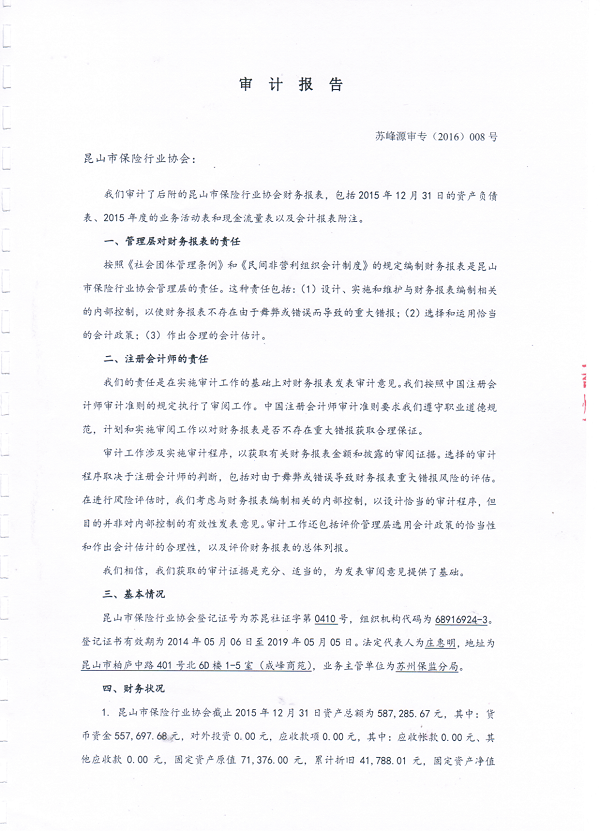 审 计 报 告
苏峰源审专（2016）008 号
昆山市保险行业协会：
我们审计了后附的昆山市保险行业协会财务报表，包括 2015 年 12 月 31 日的资产负债
表、2015 年度的业务活动表和现金流量表以及会计报表附注。
一、管理层对财务报表的责任
按照《社会团体管理条例》和《民间非营利组织会计制度》的规定编制财务报表是昆山
市保险行业协会管理层的责任。这种责任包括：（1）设计、实施和维护与财务报表编制相关
的内部控制，以使财务报表不存在由于舞弊或错误而导致的重大错报；（2）选择和运用恰当
的会计政策；（3）作出合理的会计估计。
二、注册会计师的责任
我们的责任是在实施审计工作的基础上对财务报表发表审计意见。我们按照中国注册会
计师审计准则的规定执行了审阅工作。中国注册会计师审计准则要求我们遵守职业道德规
范，计划和实施审阅工作以对财务报表是否不存在重大错报获取合理保证。
审计工作涉及实施审计程序，以获取有关财务报表金额和披露的审阅证据。选择的审计
程序取决于注册会计师的判断，包括对由于舞弊或错误导致财务报表重大错报风险的评估。
在进行风险评估时，我们考虑与财务报表编制相关的内部控制，以设计恰当的审计程序，但
目的并非对内部控制的有效性发表意见。审计工作还包括评价管理层选用会计政策的恰当性
和作出会计估计的合理性，以及评价财务报表的总体列报。
我们相信，我们获取的审计证据是充分、适当的，为发表审阅意见提供了基础。
三、基本情况
昆山市保险行业协会登记证号为苏昆社证字第 0410 号，组织机构代码为 68916924-3。
登记证书有效期为 2014 年 05 月 06 日至 2019 年 05 月 05 日。法定代表人为庄惠明，地址为
昆山市柏庐中路 401 号北 6D 楼 1-5 室（成峰商苑），业务主管单位为苏州保监分局。
四、财务状况
1. 昆山市保险行业协会截止 2015 年 12 月 31 日资产总额为 587,285.67 元，其中：货
币资金 557,697.68 元，对外投资 0.00 元，应收款项 0.00 元，其中：应收帐款 0.00 元、其
他应收款 0.00 元，固定资产原值 71,376.00 元，累计折旧 41,788.01 元，固定资产净值